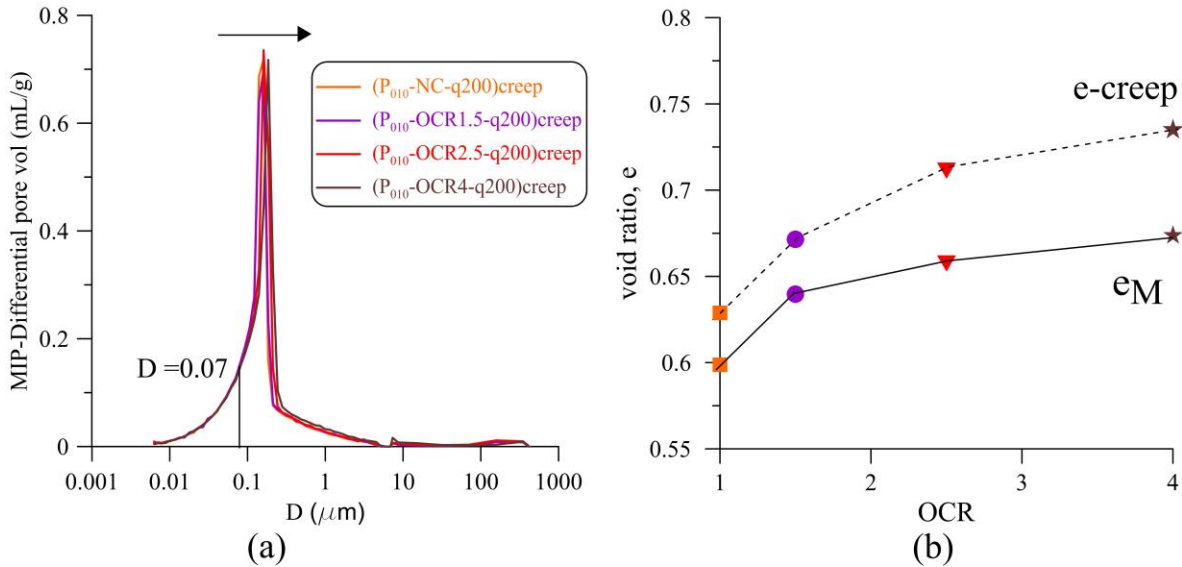 0.8
0.6
0.4
0.2
0
MIP-Differential pore vol (mL/g)
(P₀₁₀-NC-q200)creep
(P₀₁₀-OCR1.5-q200)creep
(P₀₁₀-OCR2.5-q200)creep
(P₀₁₀-OCR4-q200)creep
D =0.07
0.001 0.01 0.1 1 10 100 1000
D (μm)
(a)
0.8
0.75
0.7
0.65
0.6
0.55
void ratio, e
e-creep
eM
1 2 3 4
OCR
(b)